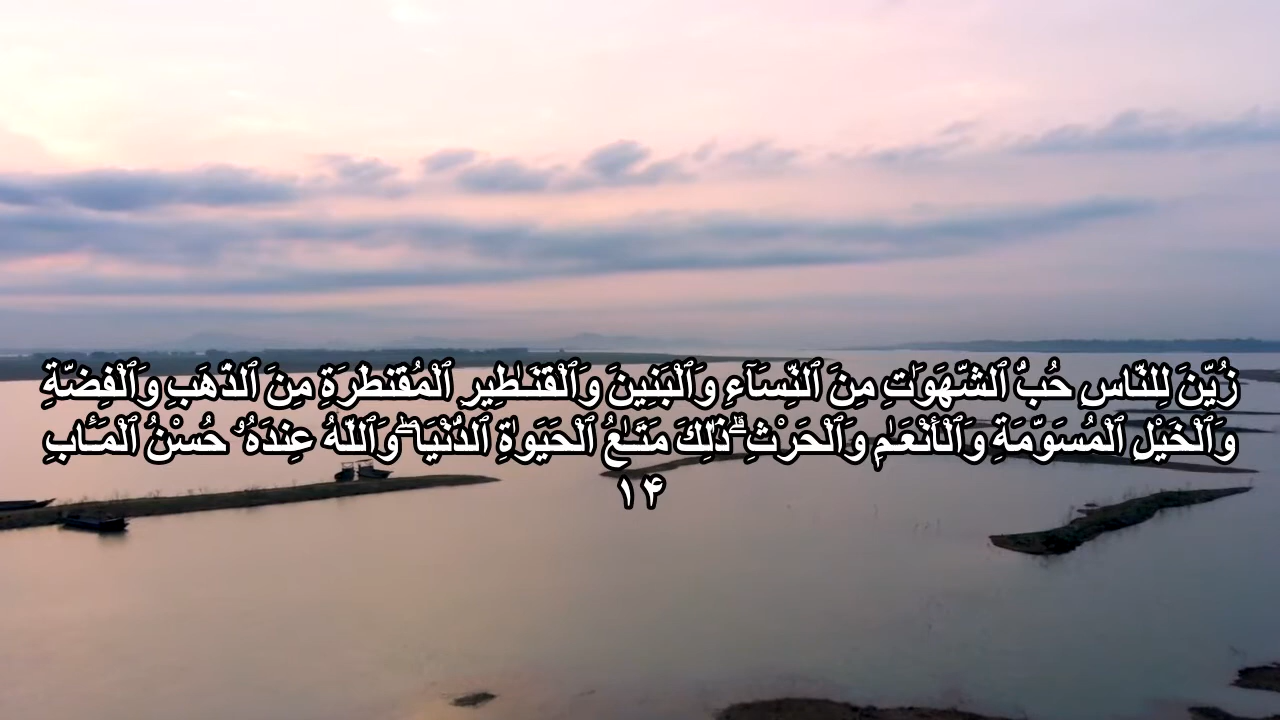 زُيِّنَ لِلنَّاسِ حُبُّ ٱلشَّهَوَٰتِ مِنَ ٱلنِّسَآءِ وَٱلْبَنِينَ وَٱلْقَنَـٰطِيرِ ٱلْمُقَنطَرَةِ مِنَ ٱلذَّهَبِ وَٱلْفِضَّةِ
وَٱلْخَيْلِ ٱلْمُسَوَّمَةِ وَٱلْأَنْعَـٰمِ وَٱلْحَرْثِ ۗ ذَٰلِكَ مَتَـٰعُ ٱلْحَيَوٰةِ ٱلدُّنْيَا ۖ وَٱللَّهُ عِندَهُۥ حُسْنُ ٱلْمَـَٔابِ
۱۴